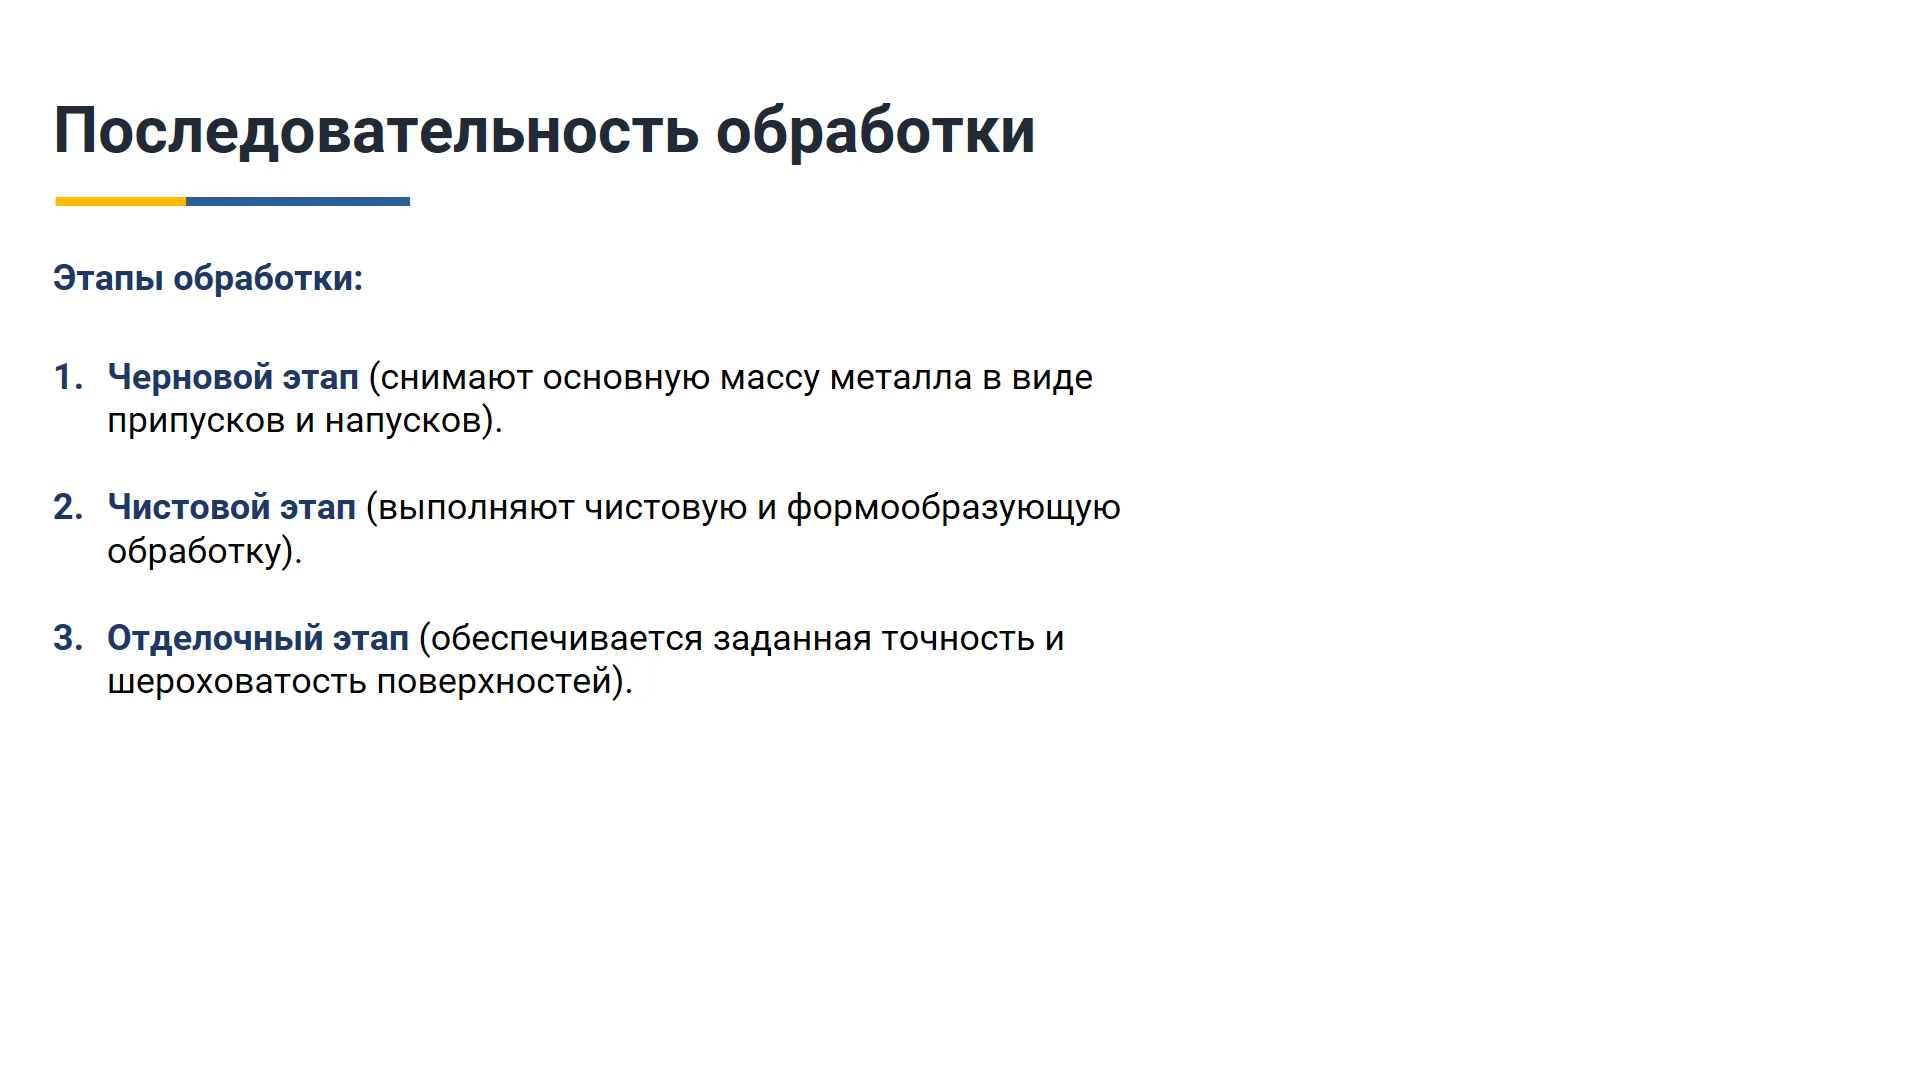 Последовательность обработки
Этапы обработки:
1. Черновой этап (снимают основную массу металла в виде
припусков и напусков).
2. Чистовой этап (выполняют чистовую и формообразующую
обработку).
3. Отделочный этап (обеспечивается заданная точность и
шероховатость поверхностей).